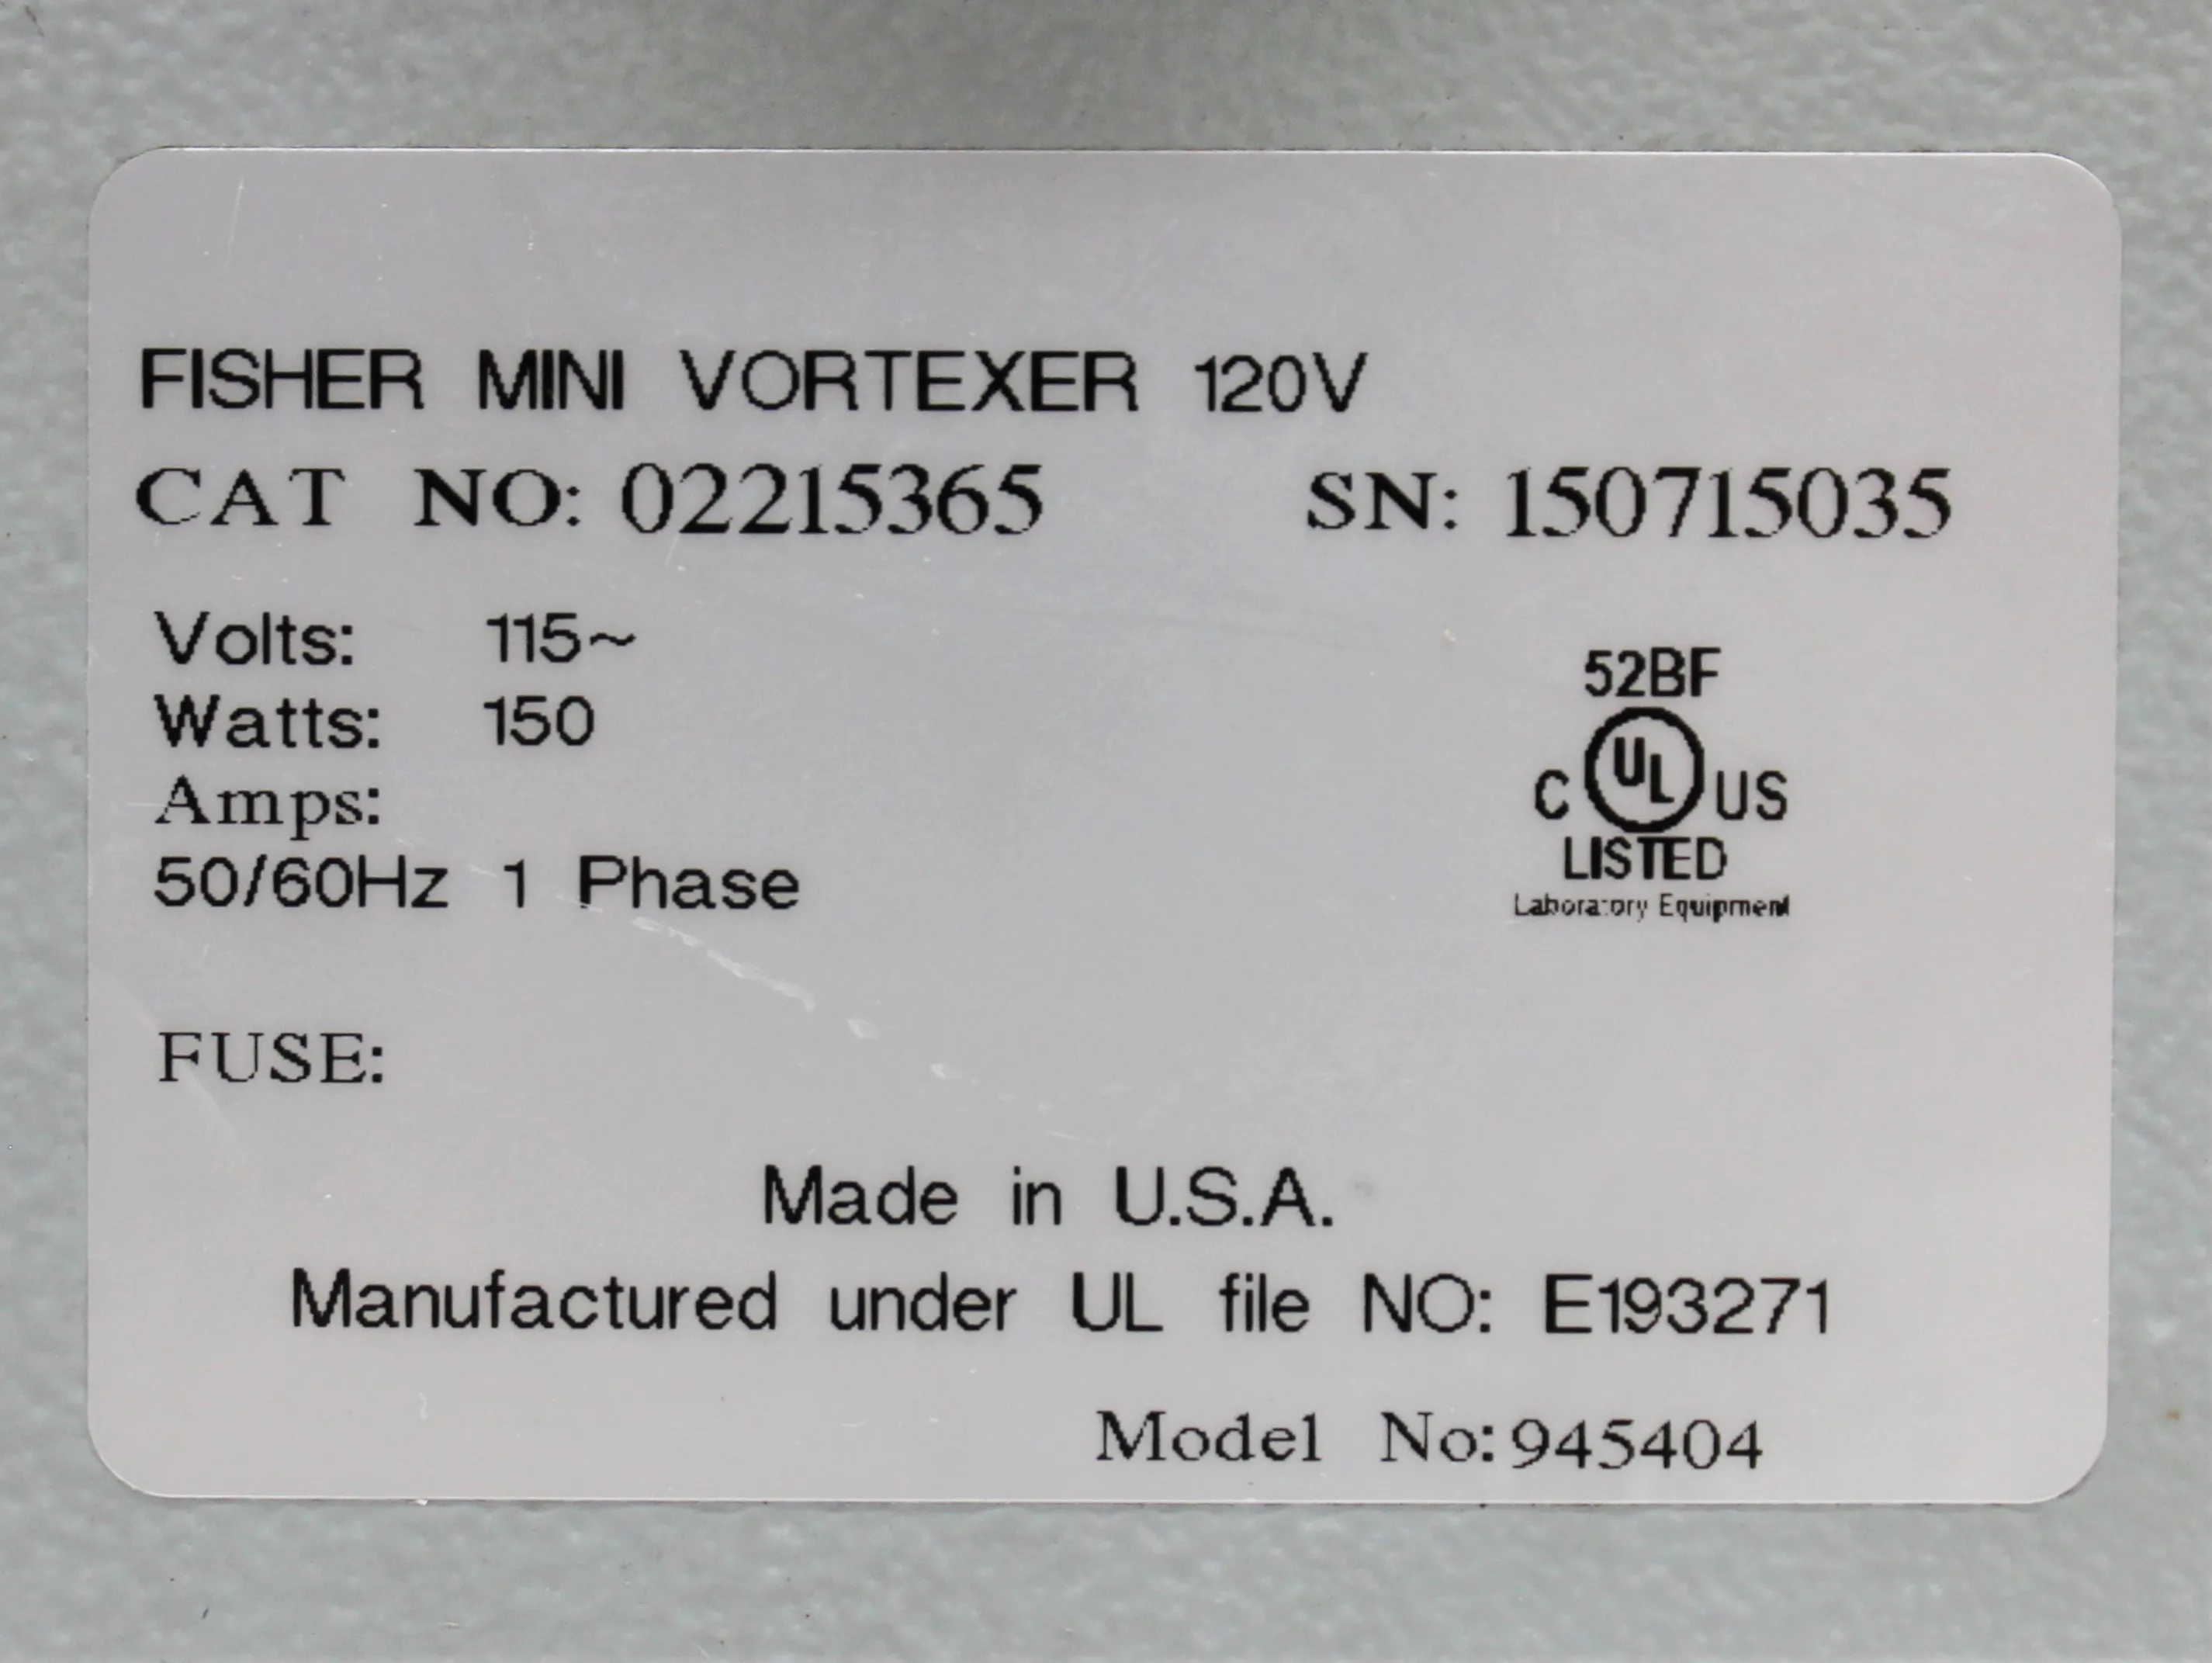 FISHER MINI VORTEXER 120V
CAT NO: 02215365 SN: 150715035
Volts: 115~
Watts: 150
Amps:
50/60Hz 1 Phase
52BF
C UL US
LISTED
Laboratory Equipment
FUSE:
Made in U.S.A.
Manufactured under UL file NO: E193271
Model No: 945404